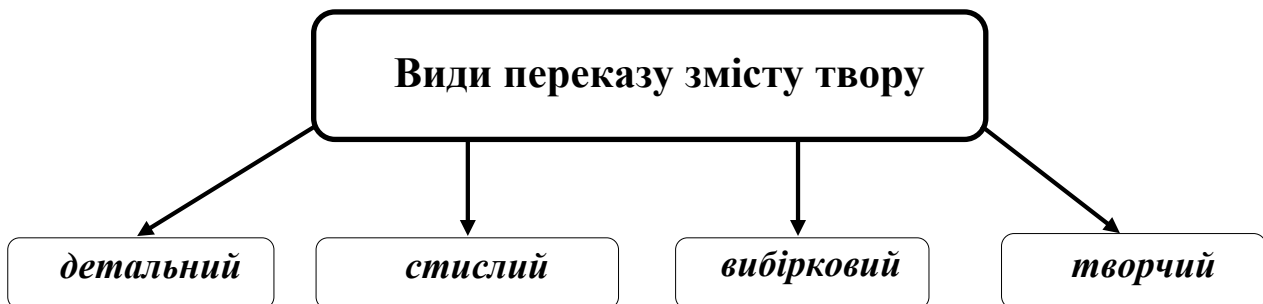 Види переказу змісту твору
детальний
стислий
вибірковий
творчий